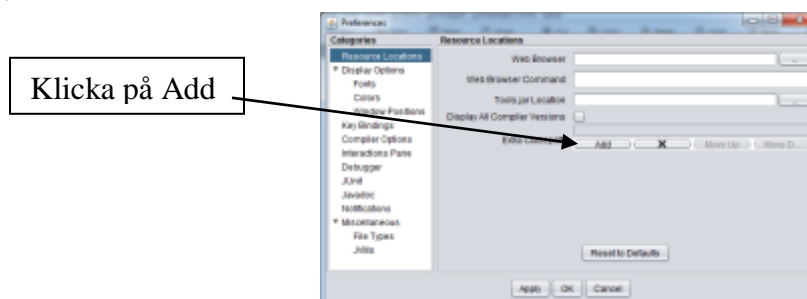 Preferences
Categories
Resource Locations
Resource Locations
Display Options
Fonts
Colors
Window Positions
Key Bindings
Compiler Options
Interactions Pane
Debugger
JUnit
Javadoc
Notifications
Miscellaneous
File Types
JVMs
Web Browser
...
Web Browser Command
Tools.jar Location
...
Display All Compiler Versions
Extra
Add
X
Move Up
Move D...
Reset to Defaults
Apply
OK
Cancel
Klicka på Add